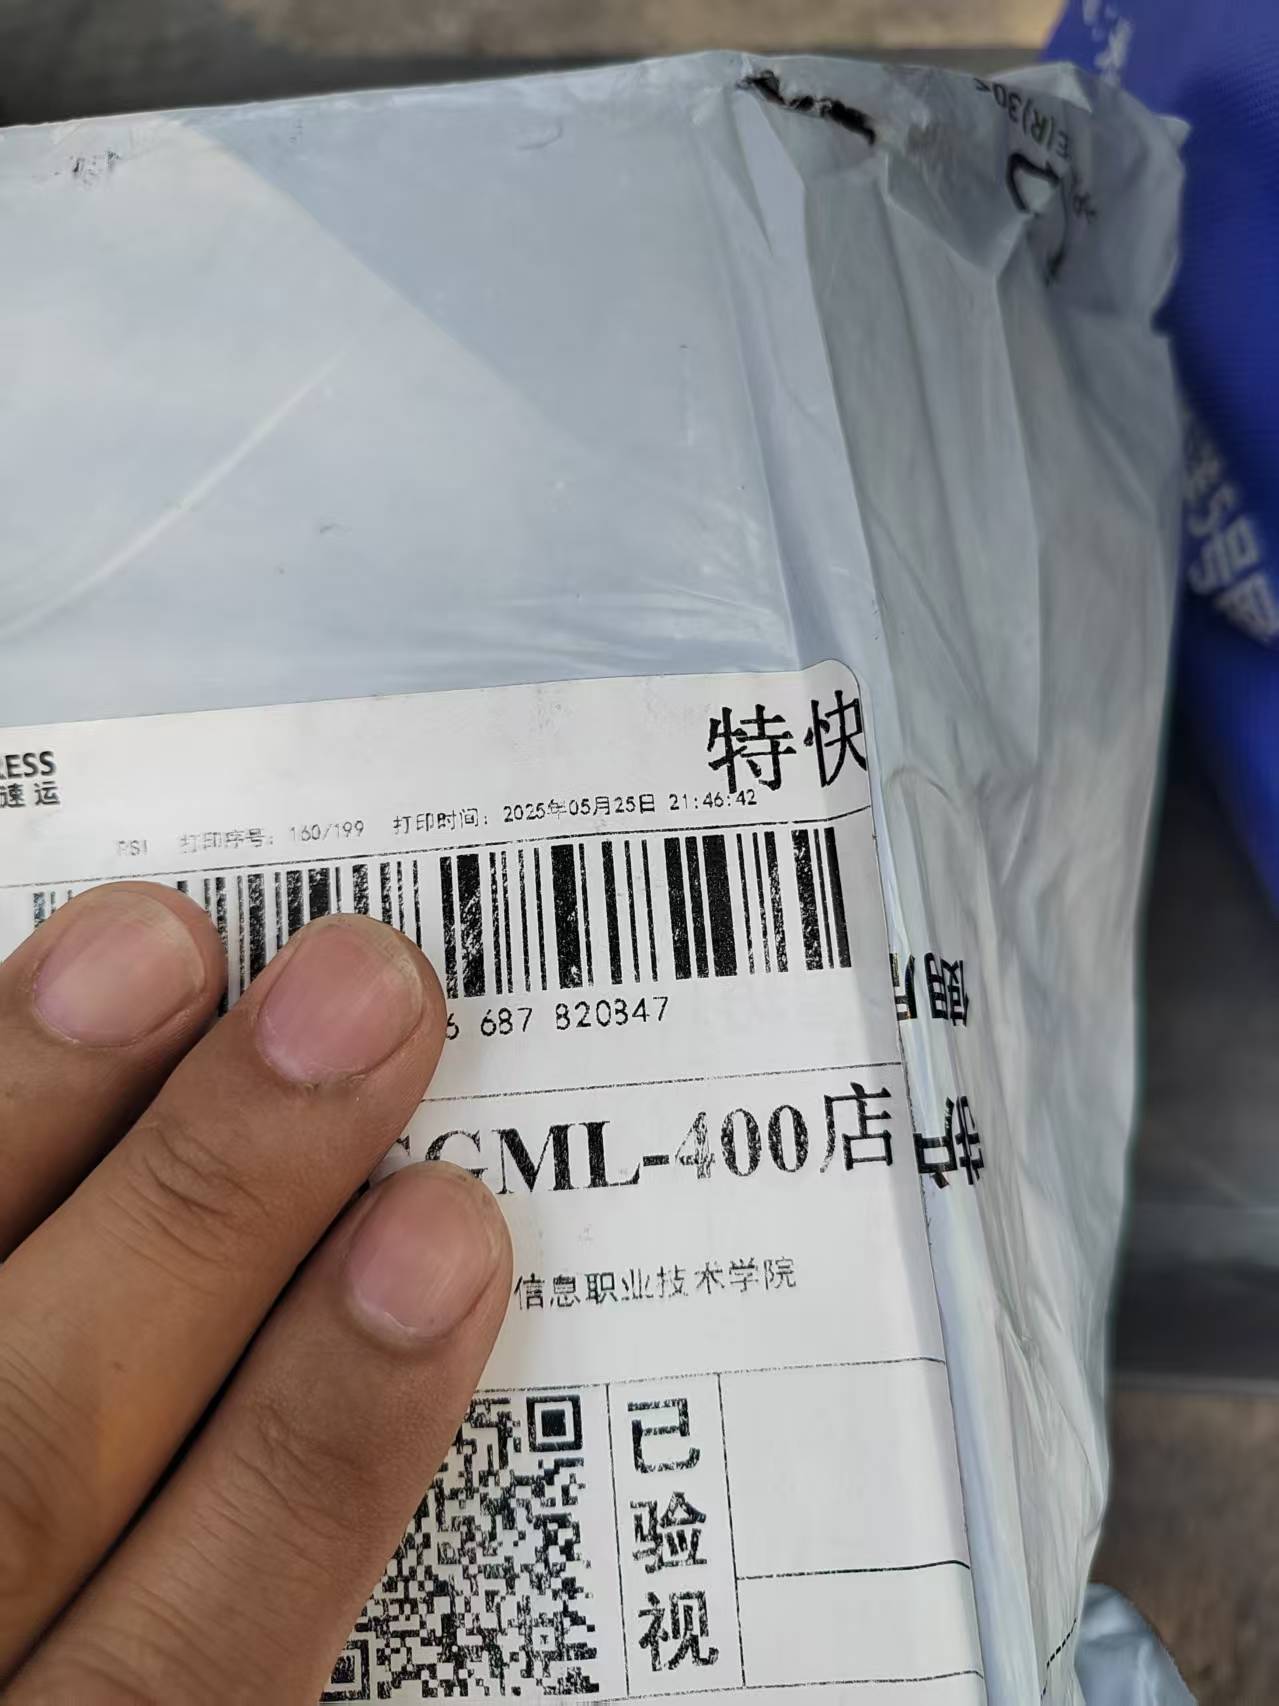 特快
RESS
速运
PSI 打印序号: 160/199 打印时间: 2025年05月25日 21:46:42
6 687 820347
GML-400店
信息职业技术学院
已
验
视